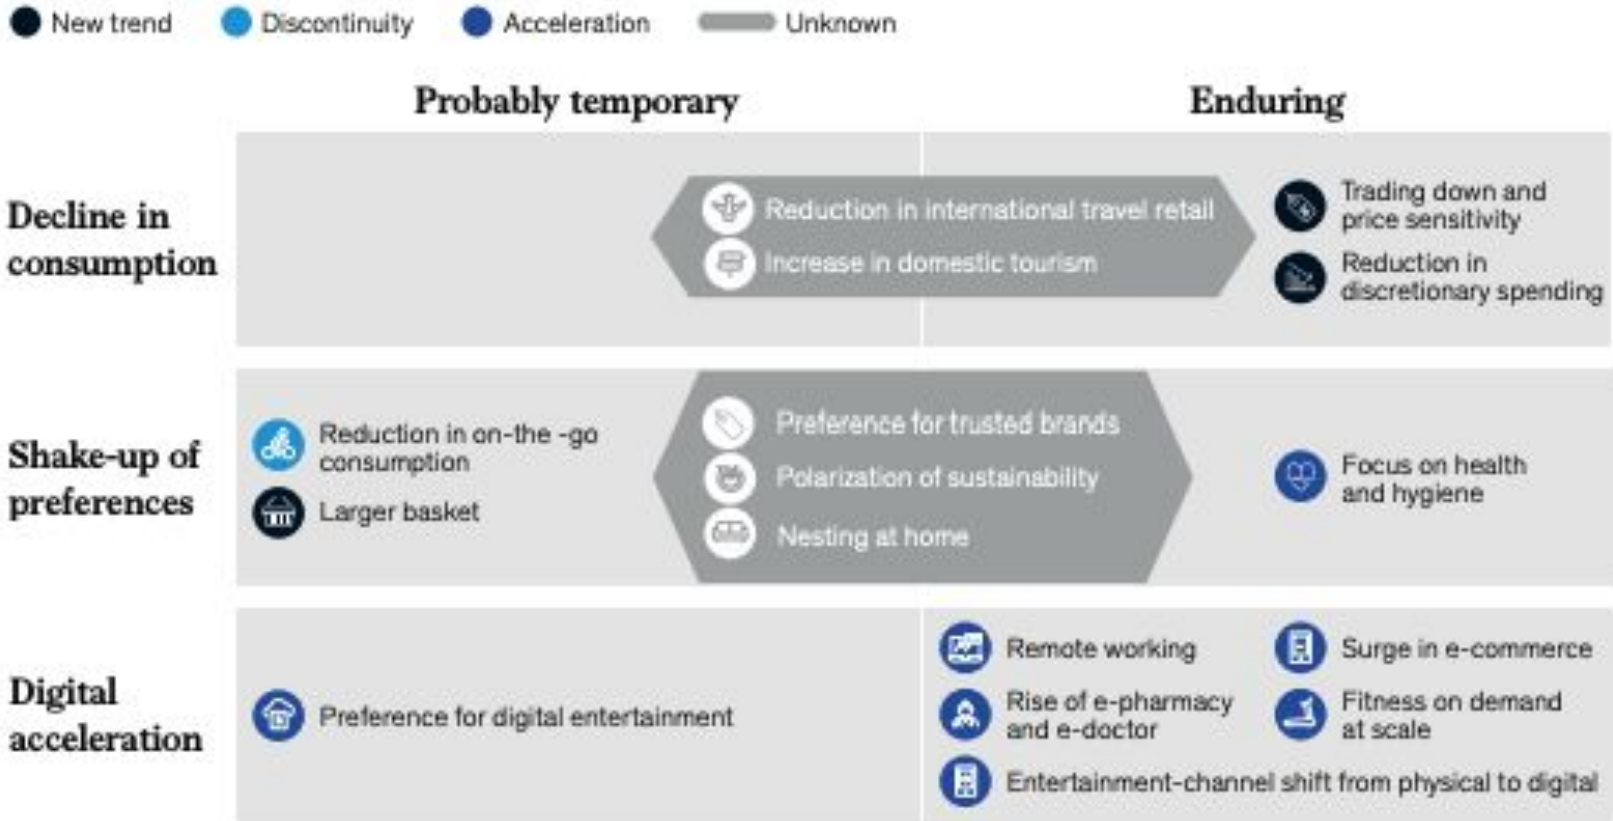 New trend
Discontinuity
Acceleration
Unknown
Probably temporary
Enduring
Decline in
consumption
Reduction in international travel retail
Increase in domestic tourism
Trading down and
price sensitivity
Reduction in
discretionary spending
Shake-up of
preferences
Reduction in on-the -go
consumption
Larger basket
Preference for trusted brands
Polarization of sustainability
Nesting at home
Focus on health
and hygiene
Digital
acceleration
Preference for digital entertainment
Remote working
Surge in e-commerce
Rise of e-pharmacy
and e-doctor
Fitness on demand
at scale
Entertainment-channel shift from physical to digital